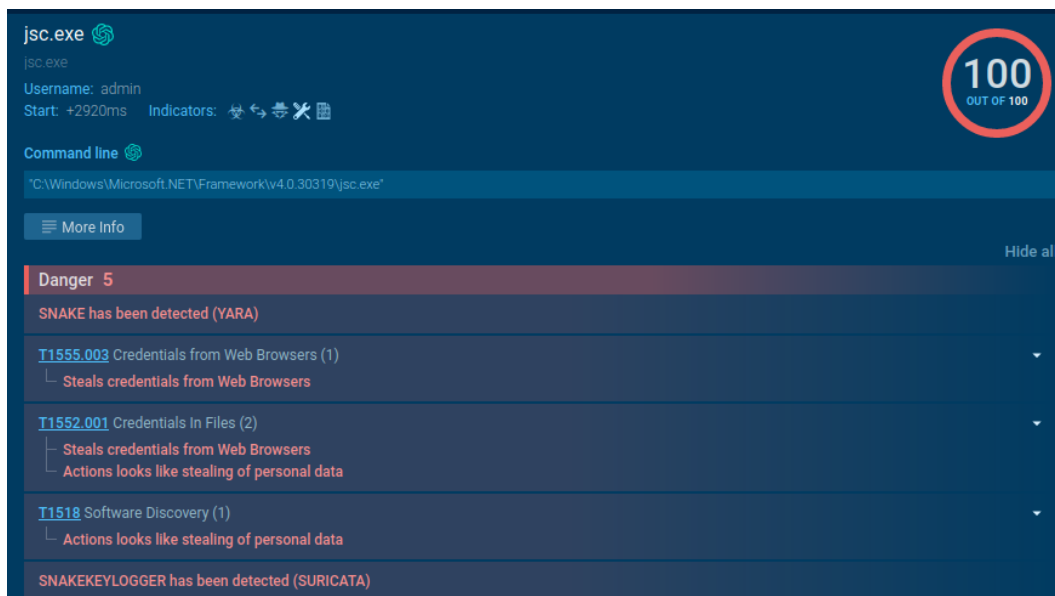 jsc.exe
jsc.exe
Username: admin
Start: +2920ms Indicators:
100
OUT OF 100
Command line
"C:\Windows\Microsoft.NET\Framework\v4.0.30319\jsc.exe"
More Info
Hide al
Danger 5
SNAKE has been detected (YARA)
T1555.003 Credentials from Web Browsers (1)
Steals credentials from Web Browsers
T1552.001 Credentials In Files (2)
Steals credentials from Web Browsers
Actions looks like stealing of personal data
T1518 Software Discovery (1)
Actions looks like stealing of personal data
SNAKEKEYLOGGER has been detected (SURICATA)